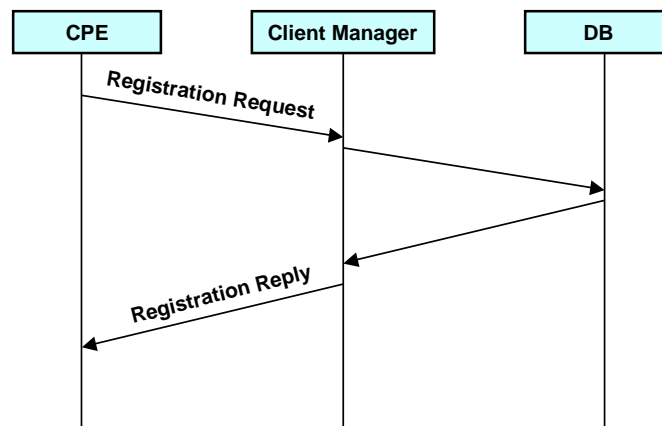 CPE
Client Manager
DB
Registration Request
Registration Reply